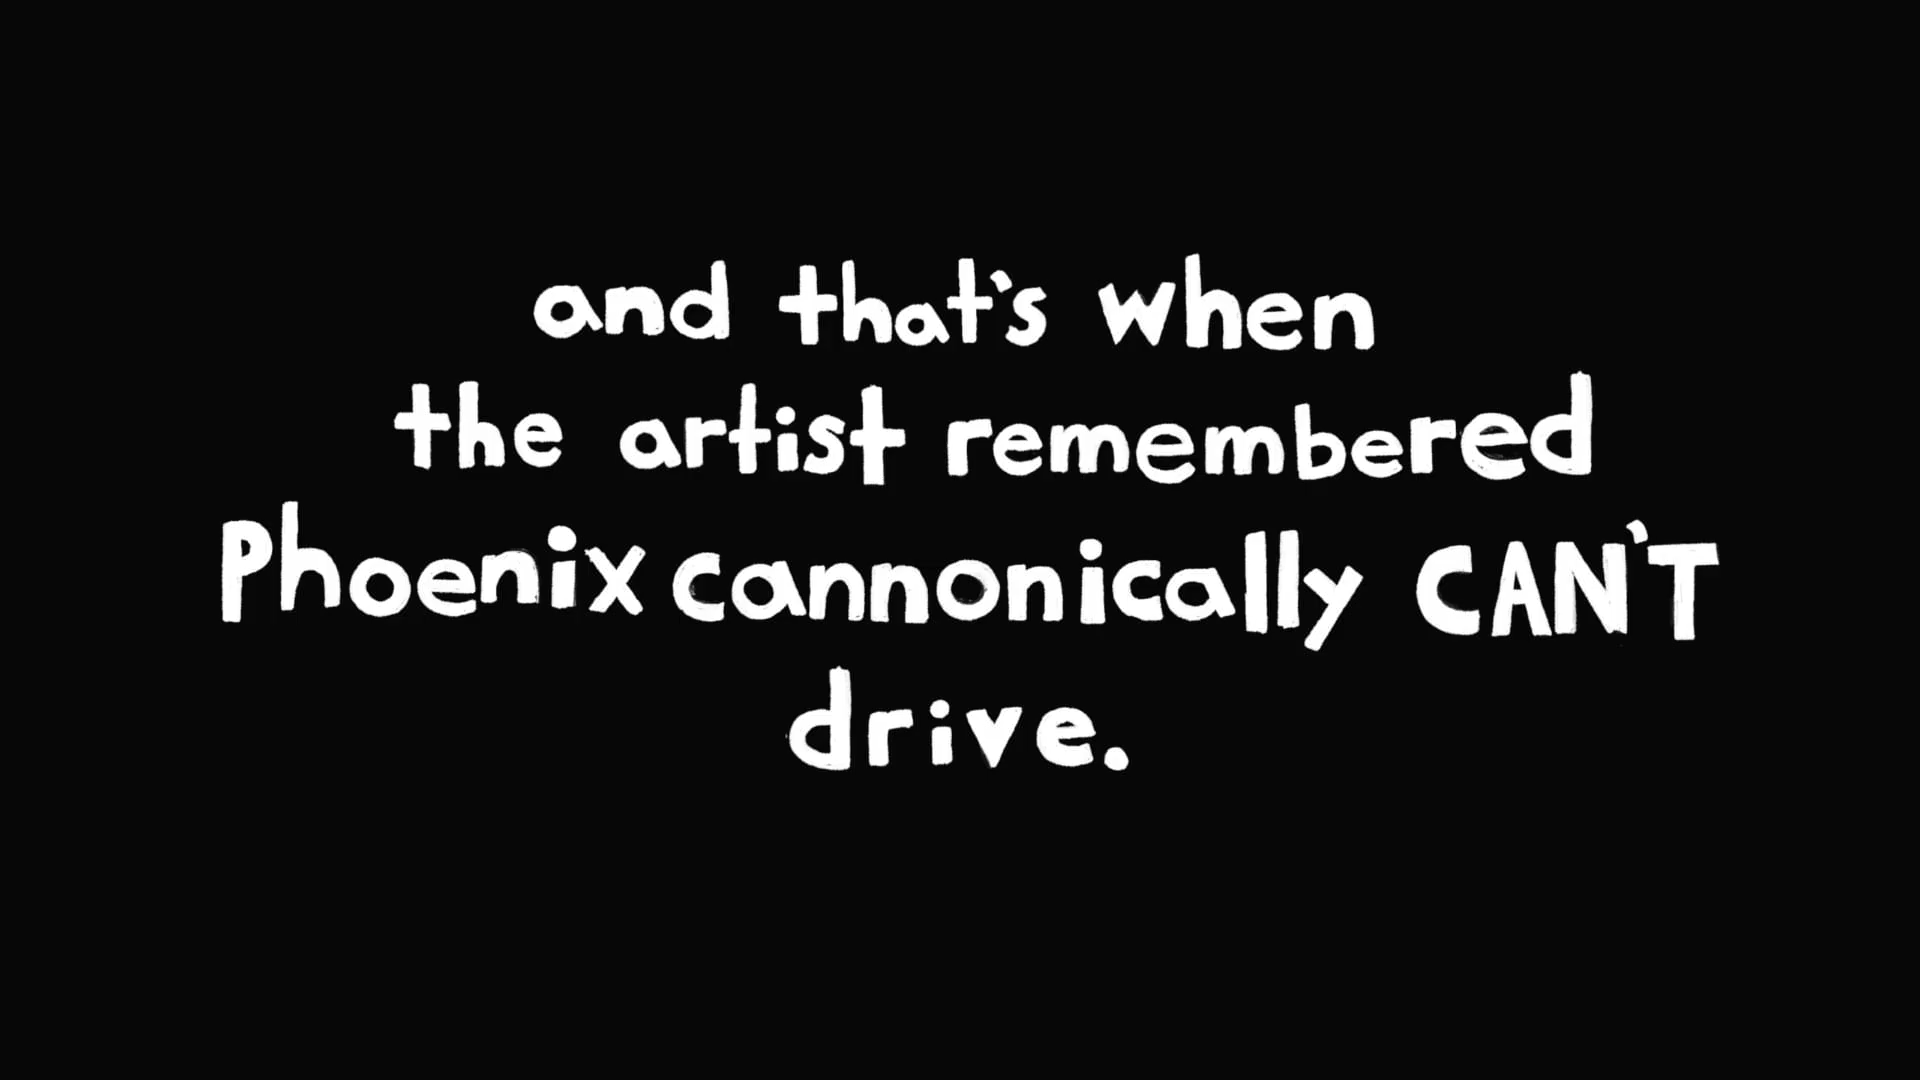 and that's when
the artist remembered
Phoenix cannonically CAN'T
drive.